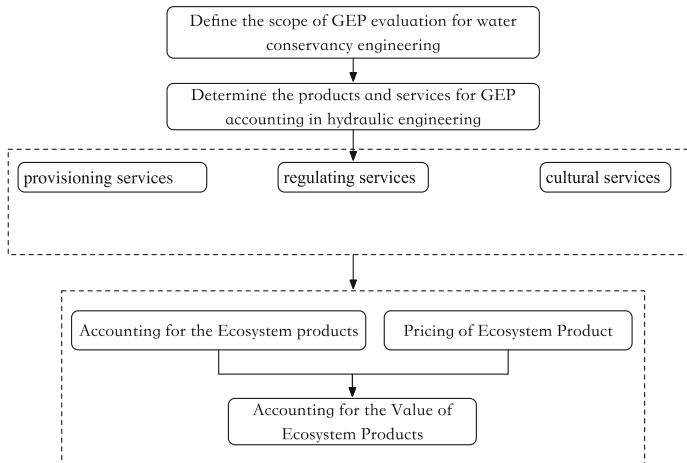 Define the scope of GEP evaluation for water
conservancy engineering
Determine the products and services for GEP
accounting in hydraulic engineering
provisioning services
regulating services
cultural services
Accounting for the Ecosystem products
Pricing of Ecosystem Product
Accounting for the Value of
Ecosystem Products